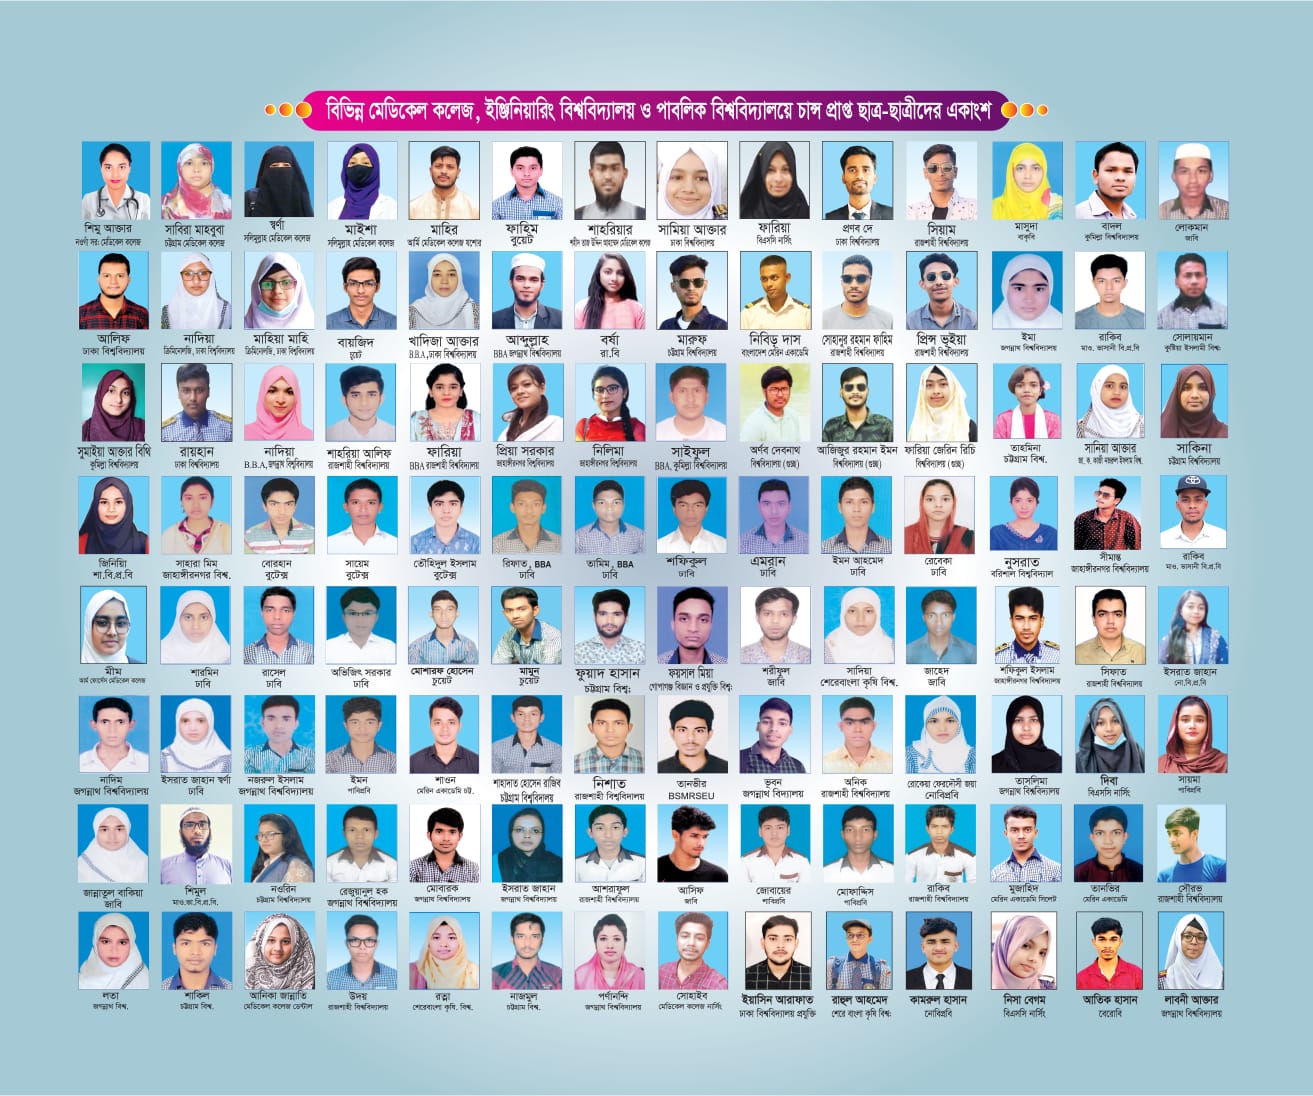 বিভিন্ন মেডিকেল কলেজ, ইঞ্জিনিয়ারিং বিশ্ববিদ্যালয় ও পাবলিক বিশ্ববিদ্যালয়ে চান্স প্রাপ্ত ছাত্র-ছাত্রীদের একাংশ
শিমু আক্তার
নওগাঁ সর: মেডিকেল কলেজ
সাবিরা মাহবুবা
চট্টগ্রাম মেডিকেল কলেজ
স্বর্ণা
সলিমুল্লাহ মেডিকেল কলেজ
মাইশা
সলিমুল্লাহ মেডিকেল কলেজ
মাহির
আর্মি মেডিকেল কলেজ যশোর
ফাহিম
বুয়েট
শাহরিয়ার
শহীদ তাজ উদ্দিন আহমেদ মেডিকেল কলেজ
সামিয়া আক্তার
ঢাকা বিশ্ববিদ্যালয়
ফারিয়া
বিএসসি নার্সিং
প্রণব দে
ঢাকা বিশ্ববিদ্যালয়
সিয়াম
রাজশাহী বিশ্ববিদ্যালয়
মাসুদা
বাকৃবি
বাদল
কুমিল্লা বিশ্ববিদ্যালয়
লোকমান
জাবি
আলিফ
ঢাকা বিশ্ববিদ্যালয়
নাদিয়া
ক্রিমিনোলজি, ঢাকা বিশ্ববিদ্যালয়
মাহিয়া মাহি
ক্রিমিনোলজি, ঢাকা বিশ্ববিদ্যালয়
বায়জিদ
চুয়েট
খাদিজা আক্তার
B.B.A, ঢাকা বিশ্ববিদ্যালয়
আব্দুল্লাহ
BBA জগন্নাথ বিশ্ববিদ্যালয়
বর্ষা
রা.বি
মারুফ
চট্টগ্রাম বিশ্ববিদ্যালয়
নিবিড় দাস
বাংলাদেশ মেরিন একাডেমি
সোহানুর রহমান ফাহিম
রাজশাহী বিশ্ববিদ্যালয়
প্রিন্স ভূইয়া
রাজশাহী বিশ্ববিদ্যালয়
ইমা
জগন্নাথ বিশ্ববিদ্যালয়
রাকিব
মাও. ভাসানী বি.প্র.বি
সোলায়মান
কুষ্টিয়া ইসলামী বিশ্ব:
সুমাইয়া আক্তার বিথি
কুমিল্লা বিশ্ববিদ্যালয়
রায়হান
ঢাকা বিশ্ববিদ্যালয়
নাদিয়া
B.B.A, জগন্নাথ বিশ্ববিদ্যালয়
শাহরিয়া আলিফ
রাজশাহী বিশ্ববিদ্যালয়
ফারিয়া
BBA রাজশাহী বিশ্ববিদ্যালয়
প্রিয়া সরকার
জাহাঙ্গীরনগর বিশ্ববিদ্যালয়
নিলিমা
জাহাঙ্গীরনগর বিশ্ববিদ্যালয়
সাইফুল
BBA, কুমিল্লা বিশ্ববিদ্যালয়
অর্ণব দেবনাথ
বিশ্ববিদ্যালয় (গুচ্ছ)
আজিজুর রহমান ইমন
বিশ্ববিদ্যালয় (গুচ্ছ)
ফারিয়া জেরিন রিচি
বিশ্ববিদ্যালয় (গুচ্ছ)
তাহমিনা
চট্টগ্রাম বিশ্ব.
সানিয়া আক্তার
জা. ক. কাজী নজরুল ইসলাম বিশ্ব.
সাকিনা
চট্টগ্রাম বিশ্ববিদ্যালয়
জিনিয়া
শা.বি.প্র.বি
সাহারা মিম
জাহাঙ্গীরনগর বিশ্ব.
বোরহান
বুটেক্স
সায়েম
বুটেক্স
তৌহিদুল ইসলাম
বুটেক্স
রিফাত, BBA
ঢাবি
তামিম, BBA
ঢাবি
শফিকুল
ঢাবি
এমরান
ঢাবি
ইমন আহমেদ
ঢাবি
রেবেকা
ঢাবি
নুসরাত
বরিশাল বিশ্ববিদ্যাল
সীমান্ত
জাহাঙ্গীরনগর বিশ্ববিদ্যালয়
রাকিব
মাও. ভাসানী বি.প্র.বি
মীম
আর্ম ফোর্সেস মেডিকেল কলেজ
শারমিন
ঢাবি
রাসেল
ঢাবি
অভিজিৎ সরকার
ঢাবি
মোশারফ হোসেন
চুয়েট
মামুন
চুয়েট
ফুয়াদ হাসান
চট্টগ্রাম বিশ্ব:
ফয়সাল মিয়া
গোপালগঞ্জ বিজ্ঞান ও প্রযুক্তি বিশ্ব:
শরীফুল
জাবি
সাদিয়া
শেরেবাংলা কৃষি বিশ্ব.
জাহেদ
জাবি
শফিকুল ইসলাম
জাহাঙ্গীরনগর বিশ্ববিদ্যালয়
সিফাত
রাজশাহী বিশ্ববিদ্যালয়
ইসরাত জাহান
নো.বি.প্র.বি
নাদিম
জগন্নাথ বিশ্ববিদ্যালয়
ইসরাত জাহান স্বর্ণা
ঢাবি
নজরুল ইসলাম
জগন্নাথ বিশ্ববিদ্যালয়
ইমন
পাবিপ্রবি
শাওন
মেরিন একাডেমি চট্ট.
শাহাদাত হোসেন রাজিব
চট্টগ্রাম বিশ্ববিদ্যালয়
নিশাত
রাজশাহী বিশ্ববিদ্যালয়
তানভীর
BSMRSEU
ভূবন
জগন্নাথ বিদ্যালয়
অনিক
রাজশাহী বিশ্ববিদ্যালয়
রোকেয়া ফেরদৌসী জয়া
নোবিপ্রবি
তাসলিমা
জগন্নাথ বিশ্ববিদ্যালয়
দিবা
বিএসসি নার্সিং
সায়মা
পাবিপ্রবি
জান্নাতুল বাকিয়া
জাবি
শিমুল
মাও.ভা.বি.প্র.বি.
নওরিন
চট্টগ্রাম বিশ্ববিদ্যালয়
রেজুয়ানুল হক
জগন্নাথ বিশ্ববিদ্যালয়
মোবারক
জগন্নাথ বিশ্ববিদ্যালয়
ইসরাত জাহান
জগন্নাথ বিশ্ববিদ্যালয়
আশরাফুল
রাজশাহী বিশ্ববিদ্যালয়
আসিফ
জাবি
জোবায়ের
পাবিপ্রবি
মোফাদ্দিস
পাবিপ্রবি
রাকিব
রাজশাহী বিশ্ববিদ্যালয়
মুজাহিদ
মেরিন একাডেমি সিলেট
তানভির
মেরিন একাডেমি
সৌরভ
রাজশাহী বিশ্ববিদ্যালয়
লতা
জগন্নাথ বিশ্ব.
শাকিল
চট্টগ্রাম বিশ্ব.
আনিকা জান্নাতি
মেডিকেল কলেজ ডেন্টাল
উদয়
রাজশাহী বিশ্ববিদ্যালয়
রত্না
শেরেবাংলা কৃষি. বিশ্ব.
নাজমুল
চট্টগ্রাম বিশ্ব.
পর্ণানন্দি
জগন্নাথ বিশ্ববিদ্যালয়
সোহাইব
মেডিকেল কলেজ নার্সিং
ইয়াসিন আরাফাত
ঢাকা বিশ্ববিদ্যালয় প্রযুক্তি
রাহুল আহমেদ
শেরে বাংলা কৃষি বিশ্ব:
কামরুল হাসান
নোবিপ্রবি
নিসা বেগম
বিএসসি নার্সিং
আতিক হাসান
বেরোবি
লাবনী আক্তার
জগন্নাথ বিশ্ববিদ্যালয়